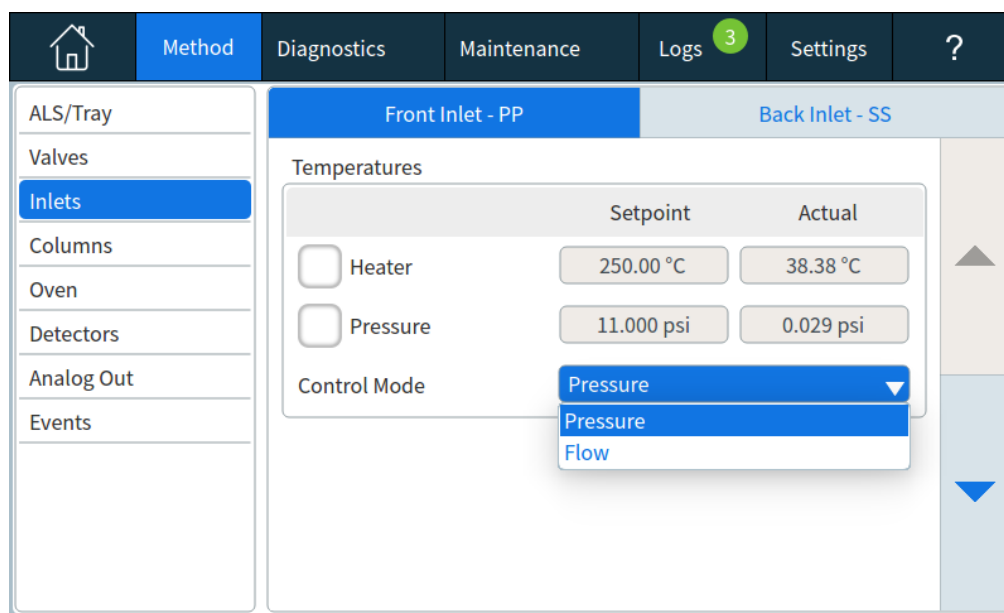 Method Diagnostics Maintenance Logs 3 Settings ?
ALS/Tray
Valves
Inlets
Columns
Oven
Detectors
Analog Out
Events
Front Inlet - PP Back Inlet - SS
Temperatures
Setpoint Actual
Heater 250.00 °C 38.38 °C
Pressure 11.000 psi 0.029 psi
Control Mode Pressure
Pressure
Flow